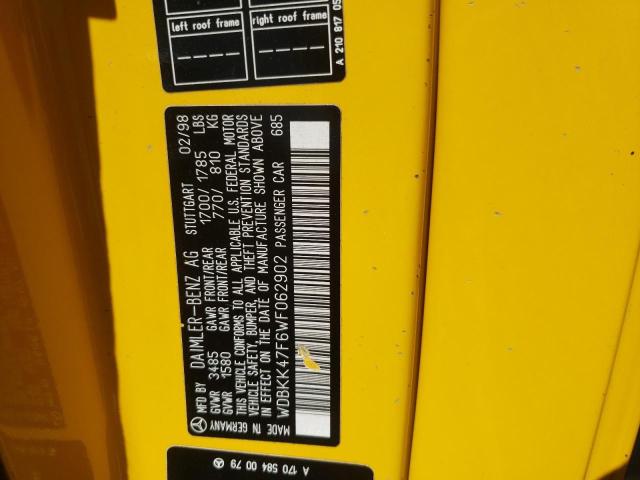 left roof frame
right roof frame
A 210 817 05
MFD BY DAIMLER-BENZ AG STUTTGART 02/98
GVWR 3485 GAWR FRONT/REAR 1700/1785 LBS
GVWR 1580 GAWR FRONT/REAR 770/ 810 KG
THIS VEHICLE CONFORMS TO ALL APPLICABLE U.S. FEDERAL MOTOR
VEHICLE SAFETY, BUMPER, AND THEFT PREVENTION STANDARDS
IN EFFECT ON THE DATE OF MANUFACTURE SHOWN ABOVE 685
WDBKK47F6WF062902 PASSENGER CAR
MADE IN GERMANY
A 170 584 00 79